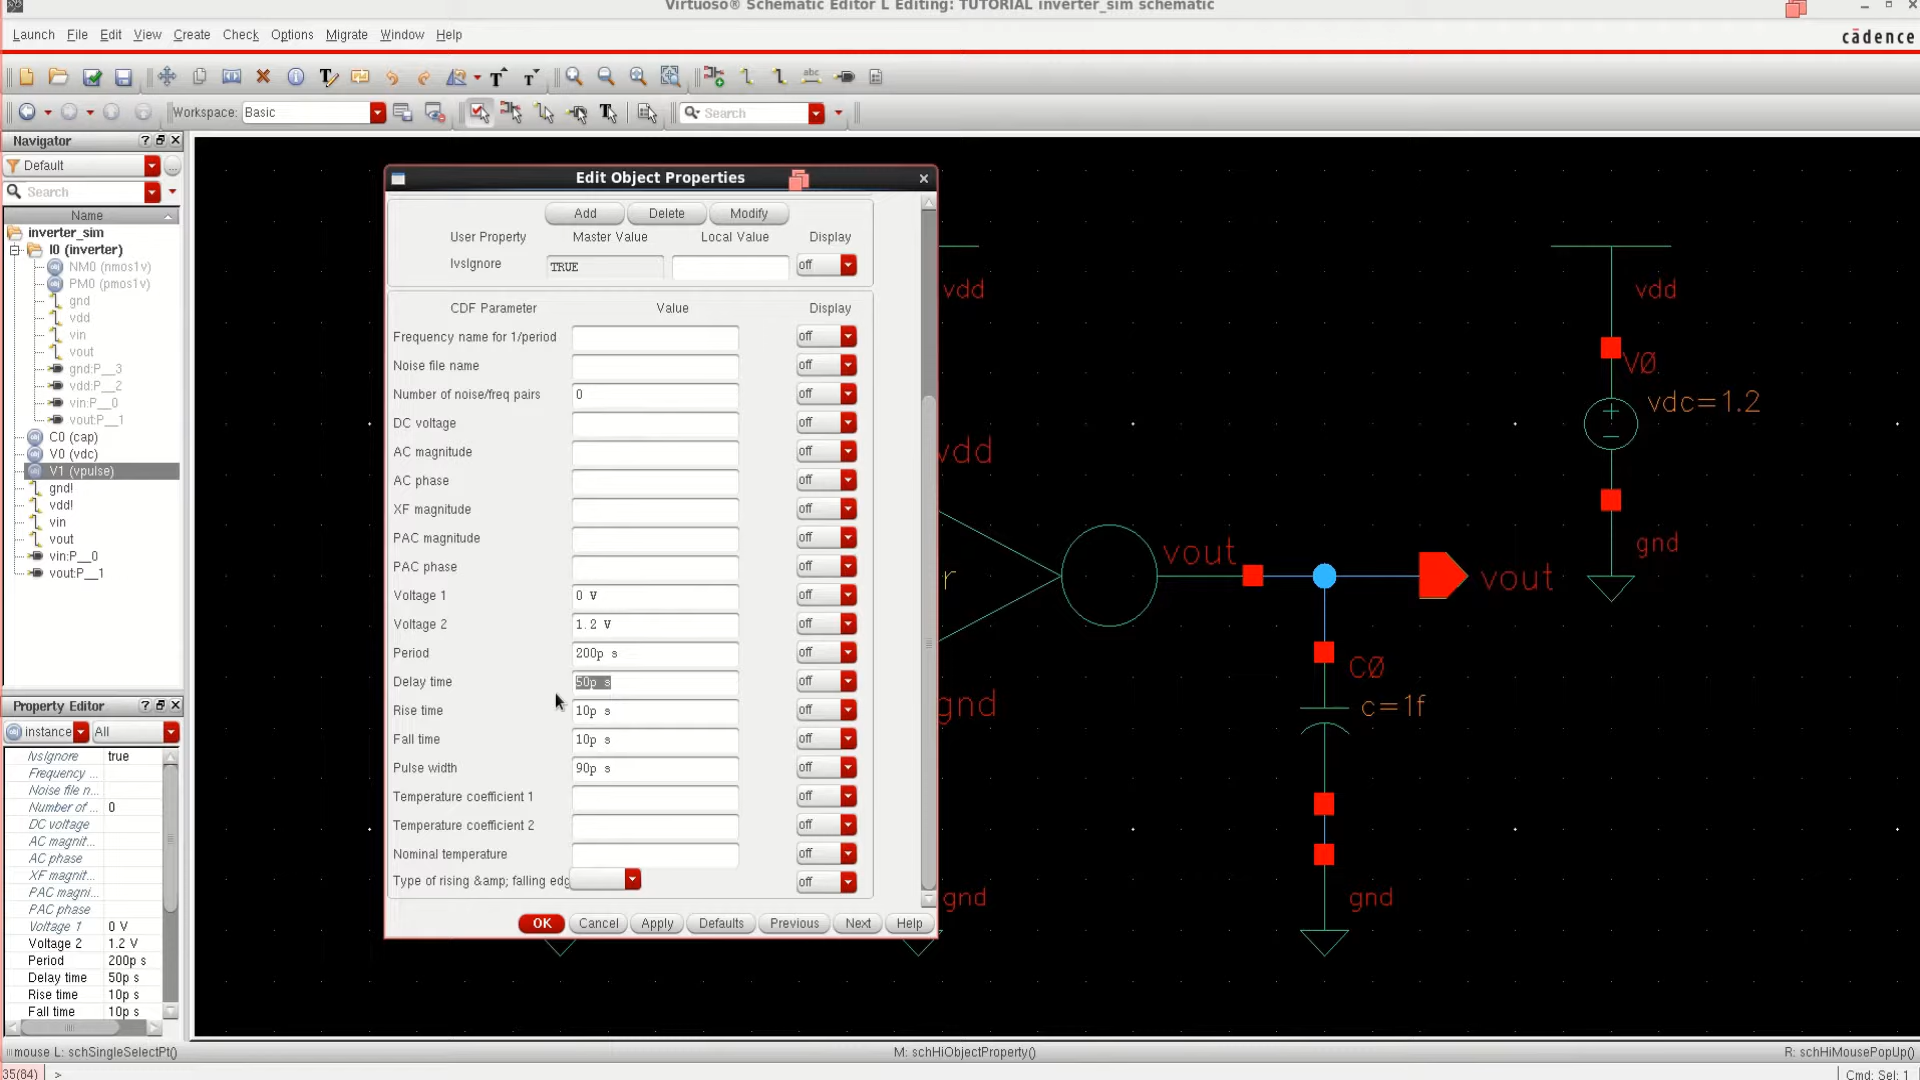 Virtuoso® Schematic Editor L Editing: TUTORIAL inverter_sim schematic
Launch File Edit View Create Check Options Migrate Window Help
cādence
Workspace: Basic
Search
Navigator
Default
Search
Name
inverter_sim
I0 (inverter)
NM0 (nmos1v)
PM0 (pmos1v)
gnd
vdd
vin
vout
gnd:P__3
vdd:P__2
vin:P__0
vout:P__1
C0 (cap)
V0 (vdc)
V1 (vpulse)
gnd!
vdd!
vin
vout
vin:P__0
vout:P__1
Property Editor
instance All
lvsIgnore true
Frequency ...
Noise file n...
Number of ... 0
DC voltage
AC magnit...
AC phase
XF magnit...
PAC magni...
PAC phase
Voltage 1 0 V
Voltage 2 1.2 V
Period 200p s
Delay time 50p s
Rise time 10p s
Fall time 10p s
Edit Object Properties
Add Delete Modify
User Property Master Value Local Value Display
lvsIgnore TRUE off
CDF Parameter Value Display
Frequency name for 1/period off
Noise file name off
Number of noise/freq pairs 0 off
DC voltage off
AC magnitude off
AC phase off
XF magnitude off
PAC magnitude off
PAC phase off
Voltage 1 0 V off
Voltage 2 1.2 V off
Period 200p s off
Delay time 50p s off
Rise time 10p s off
Fall time 10p s off
Pulse width 90p s off
Temperature coefficient 1 off
Temperature coefficient 2 off
Nominal temperature off
Type of rising &amp; falling edg off
OK Cancel Apply Defaults Previous Next Help
vdd
vdd
r
gnd
gnd
vout
vout
C0
c=1f
gnd
vdd
V0
vdc=1.2
gnd
mouse L: schSingleSelectPt()
M: schHiObjectProperty()
R: schHiMousePopUp()
35(84) >
Cmd: Sel: 1